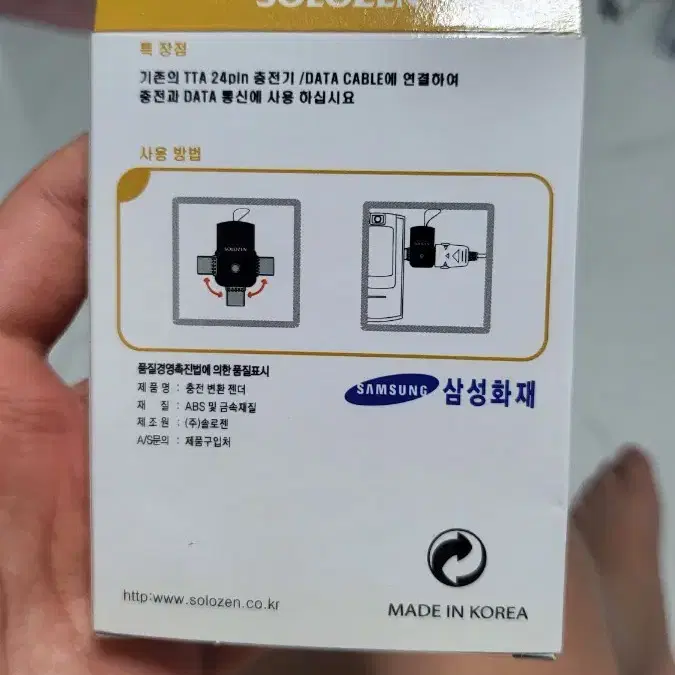 SOLOZEN
특 장점
기존의 TTA 24pin 충전기 /DATA CABLE에 연결하여
충전과 DATA 통신에 사용 하십시요
사용 방법
SOLOZEN
품질경영촉진법에 의한 품질표시
제 품 명 : 충전 변환 젠더
재 질 : ABS 및 금속재질
제 조 원 : (주)솔로젠
A/S문의 : 제품구입처
SAMSUNG 삼성화재
http:www.solozen.co.kr
MADE IN KOREA